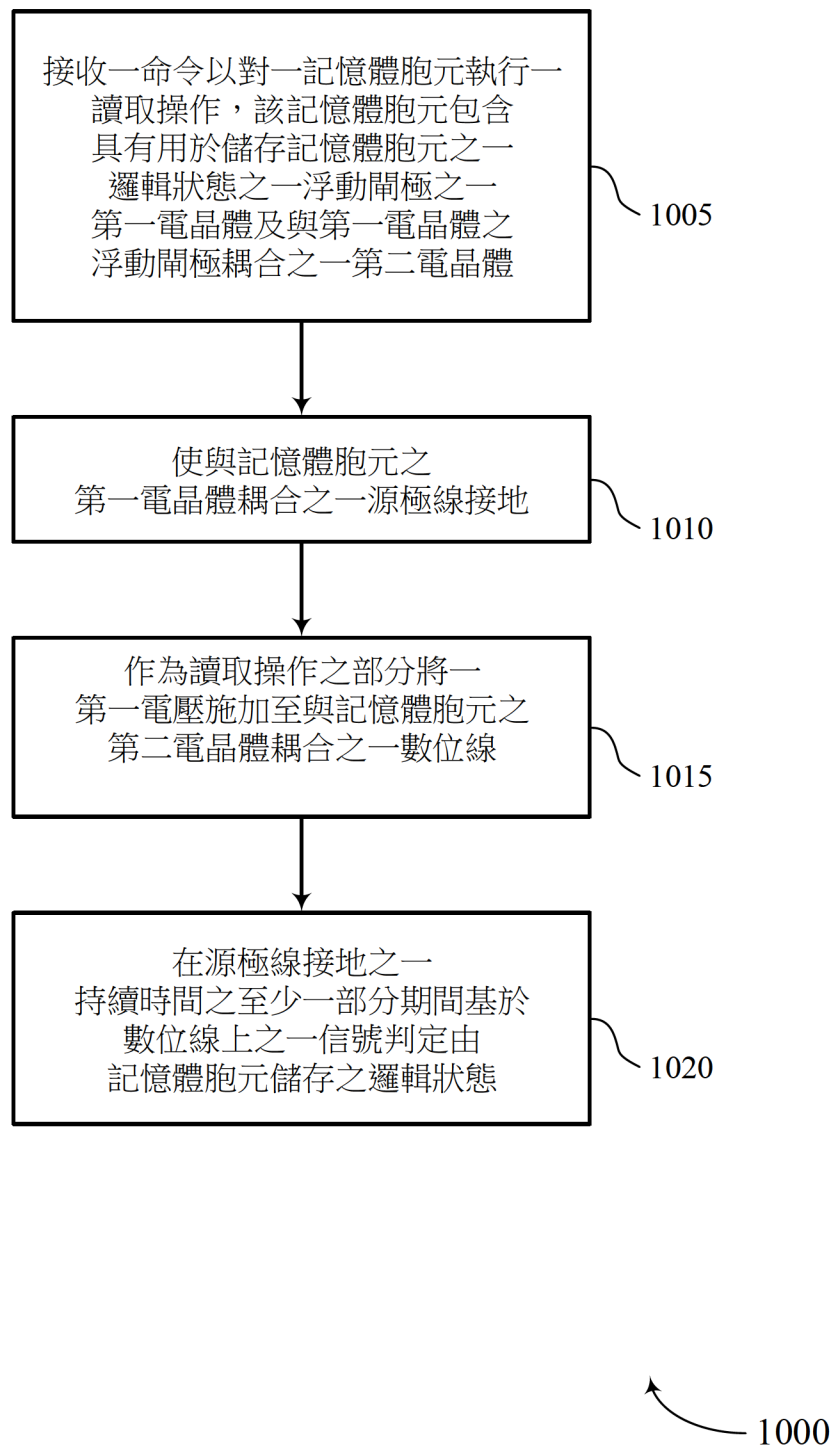 接收一命令以對一記憶體胞元執行一
讀取操作，該記憶體胞元包含
具有用於儲存記憶體胞元之一
邏輯狀態之一浮動閘極之一
第一電晶體及與第一電晶體之
浮動閘極耦合之一第二電晶體
1005
使與記憶體胞元之
第一電晶體耦合之一源極線接地
1010
作為讀取操作之部分將一
第一電壓施加至與記憶體胞元之
第二電晶體耦合之一數位線
1015
在源極線接地之一
持續時間之至少一部分期間基於
數位線上之一信號判定由
記憶體胞元儲存之邏輯狀態
1020
1000